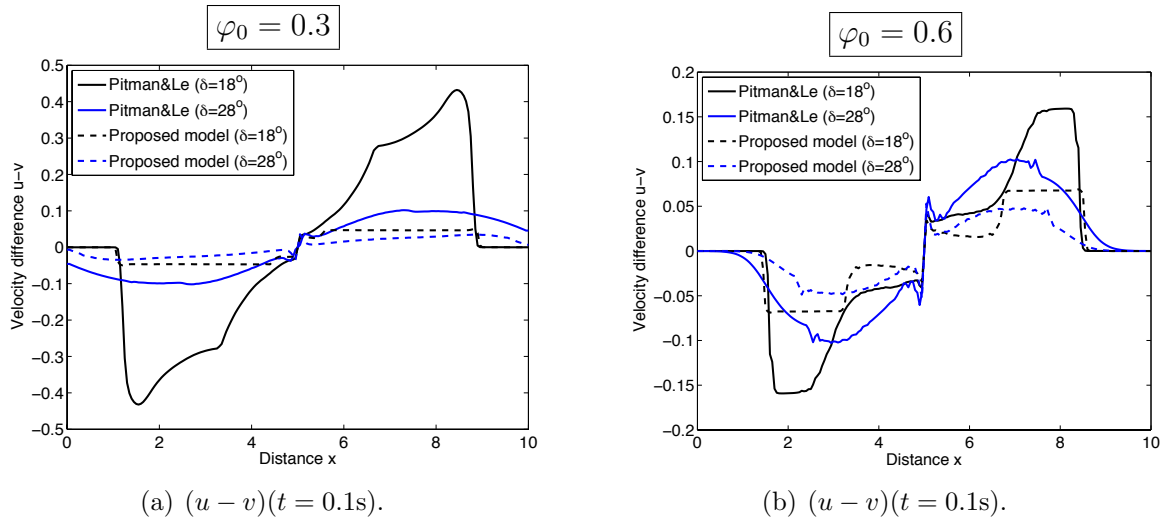 φ₀ = 0.3
Pitman&Le (δ=18°)
Pitman&Le (δ=28°)
Proposed model (δ=18°)
Proposed model (δ=28°)
Velocity difference u−v
0.5
0.4
0.3
0.2
0.1
0
−0.1
−0.2
−0.3
−0.4
−0.5
0 2 4 6 8 10
Distance x
(a) (u − v)(t = 0.1s).
φ₀ = 0.6
Pitman&Le (δ=18°)
Pitman&Le (δ=28°)
Proposed model (δ=18°)
Proposed model (δ=28°)
Velocity difference u−v
0.2
0.15
0.1
0.05
0
−0.05
−0.1
−0.15
−0.2
0 2 4 6 8 10
Distance x
(b) (u − v)(t = 0.1s).